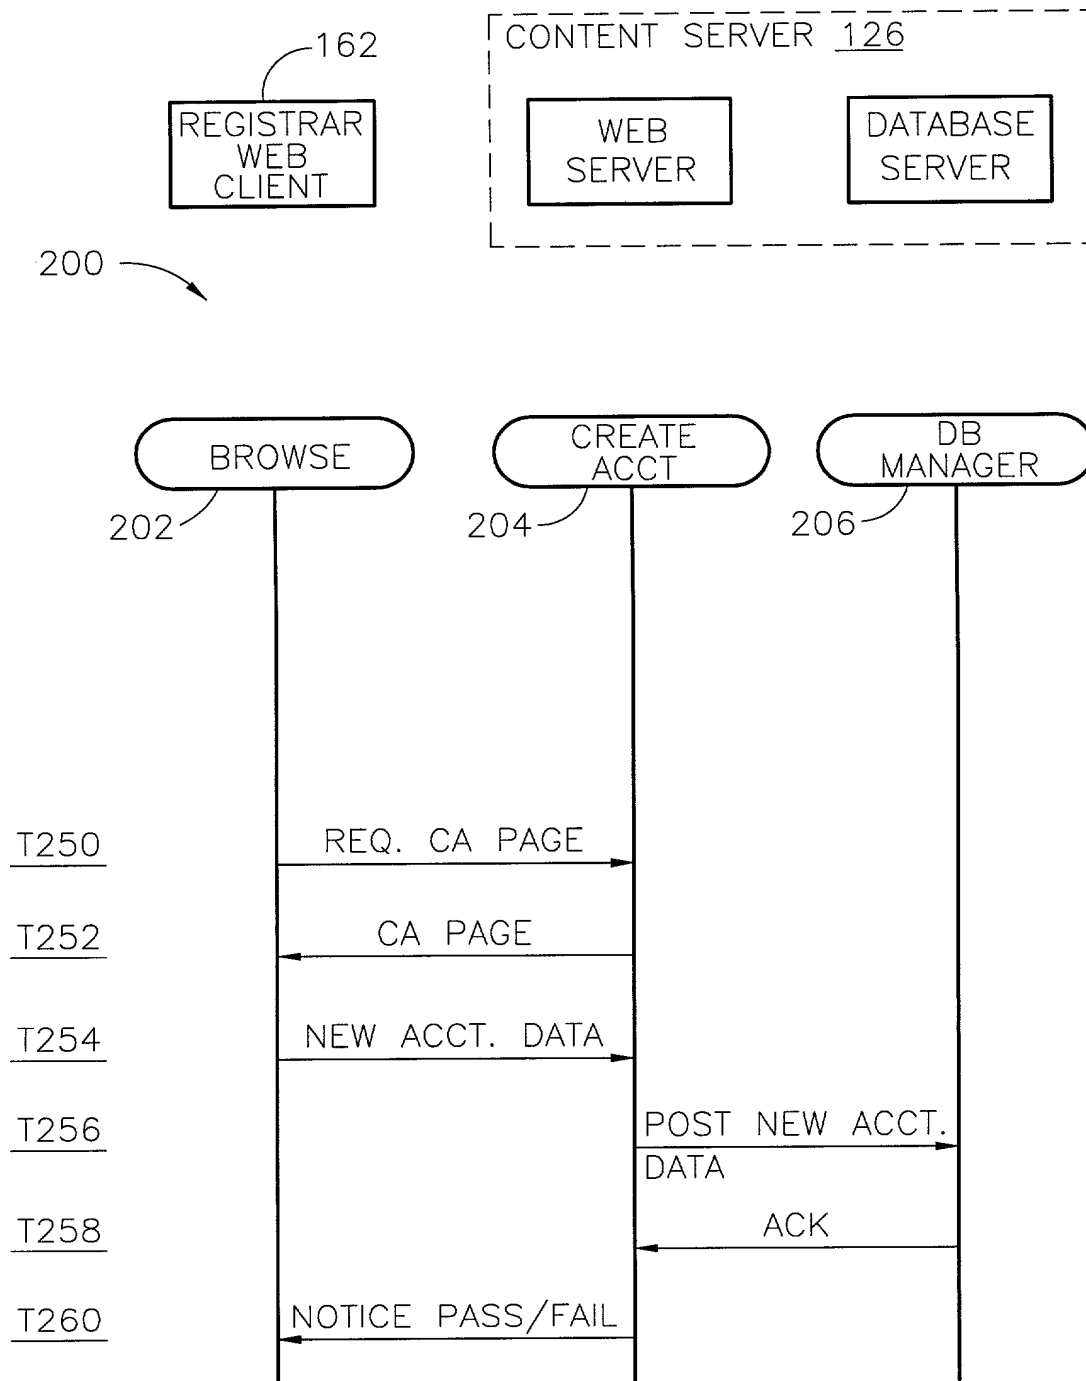 162
CONTENT SERVER 126
REGISTRAR
WEB
CLIENT
WEB
SERVER
DATABASE
SERVER
200
BROWSE
CREATE
ACCT
DB
MANAGER
202
204
206
T250
REQ. CA PAGE
T252
CA PAGE
T254
NEW ACCT. DATA
T256
POST NEW ACCT.
DATA
T258
ACK
T260
NOTICE PASS/FAIL